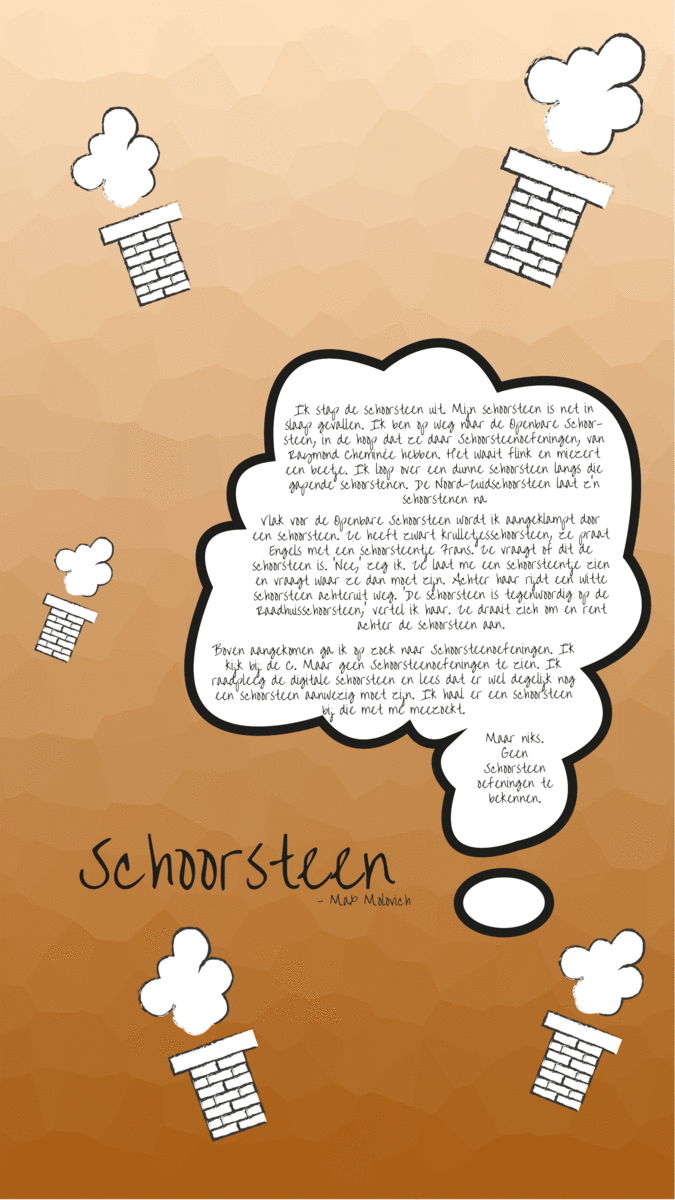 Ik stap de schoorsteen uit. Mijn schoorsteen is net in
slaap gevallen. Ik ben op weg naar de Openbare Schoor-
steen, in de hoop dat ze daar Schoorsteenoefeningen, van
Raymond Cheminée hebben. Het waait flink en miezert
een beetje. Ik loop over een dunne schoorsteen langs die
gapende schoorstenen. De Noord-Zuidschoorsteen laat z'n
schoorstenen na
Vlak voor de Openbare Schoorsteen wordt ik aangeklampt door
een schoorsteen. Ze heeft zwart krulletjesschoorsteen, ze praat
Engels met een schoorsteentje Frans. Ze vraagt of dit de
schoorsteen is. 'Nee,' zeg ik. Ze laat me een schoorsteentje zien
en vraagt waar ze dan moet zijn. Achter haar rijdt een witte
schoorsteen achteruit weg. 'De schoorsteen is tegenwoordig op de
Raadhuisschoorsteen,' vertel ik haar. Ze draait zich om en rent
achter de schoorsteen aan.
Boven aangekomen ga ik op zoek naar Schoorsteenoefeningen. Ik
kijk bij de C. Maar geen Schoorsteenoefeningen te zien. Ik
raadpleeg de digitale schoorsteen en lees dat er wel degelijk nog
een schoorsteen aanwezig moet zijn. Ik haal er een schoorsteen
bij die met me meezoekt.
Maar niks.
Geen
Schoorsteen
oefeningen te
bekennen.
Schoorsteen
- Max Molovich